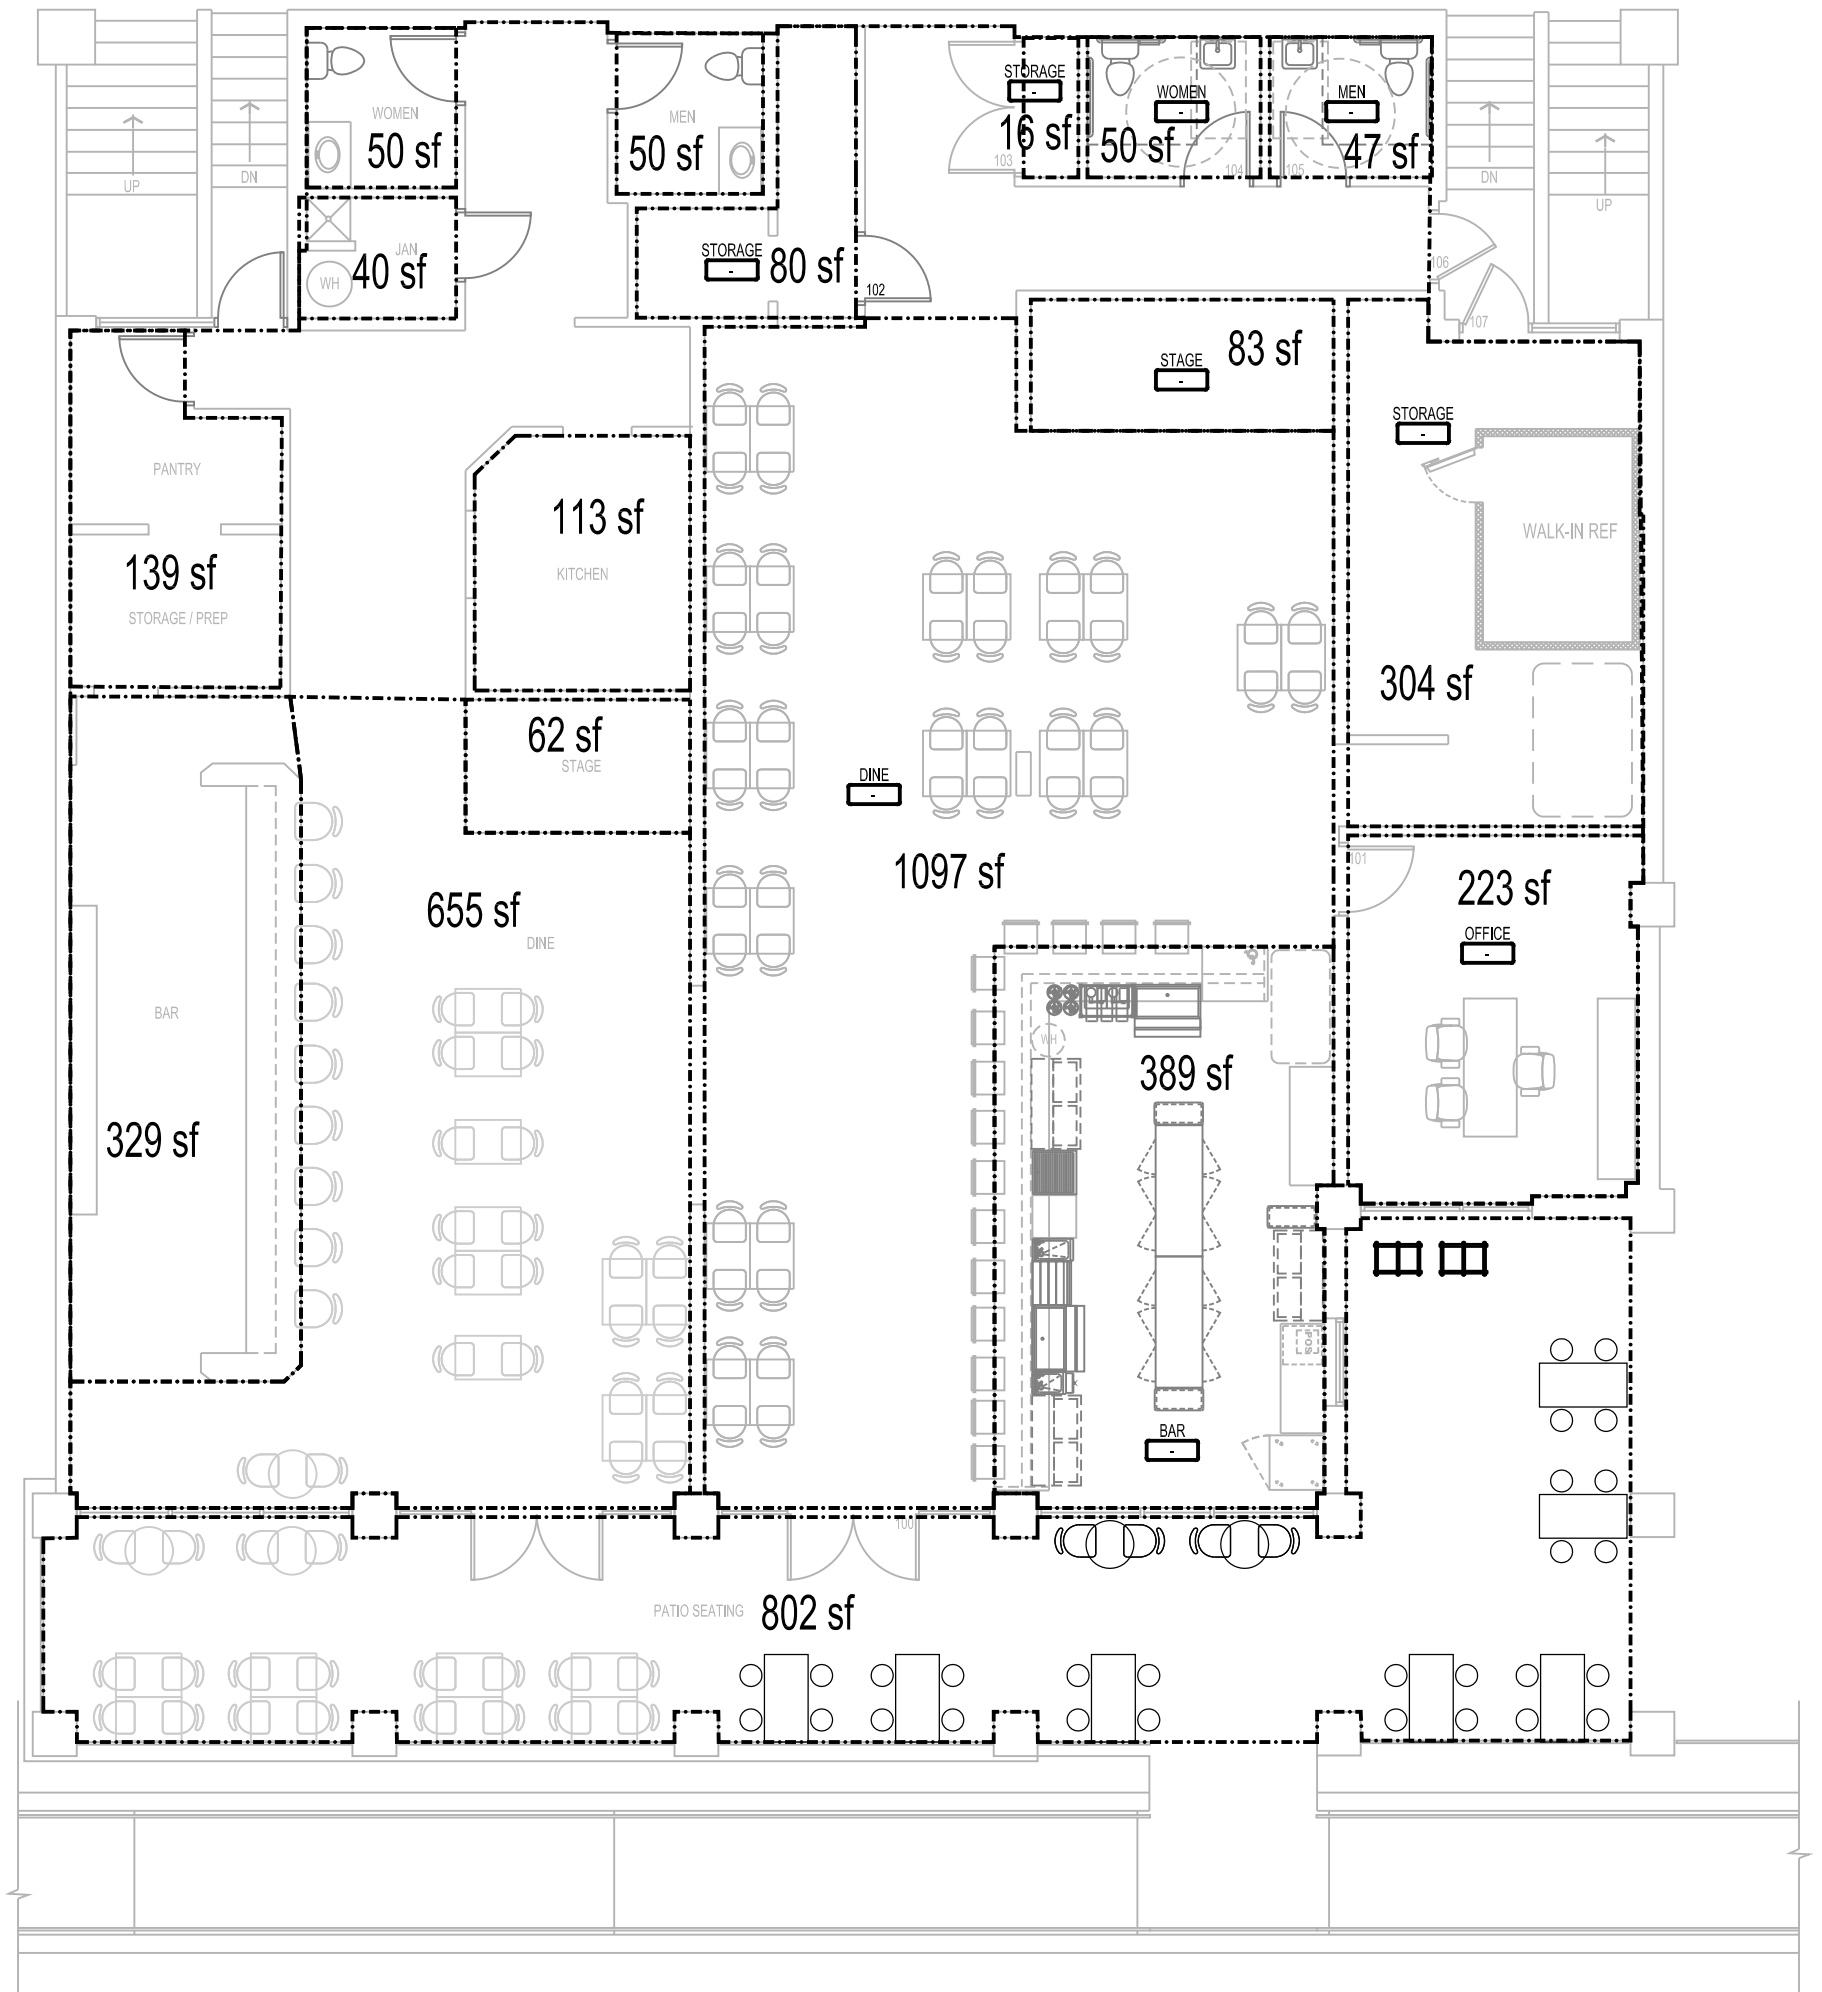 STORAGE
-
WOMEN
-
MEN
-
WOMEN
MEN
50 sf
50 sf
16 sf
50 sf
47 sf
103
104
105
UP
DN
DN
UP
JAN
STORAGE
-
40 sf
80 sf
WH
102
106
107
STAGE
-
83 sf
STORAGE
-
PANTRY
113 sf
WALK-IN REF
139 sf
KITCHEN
STORAGE / PREP
304 sf
62 sf
STAGE
DINE
-
1097 sf
101
223 sf
655 sf
DINE
OFFICE
-
BAR
WH
389 sf
329 sf
POS
BAR
-
100
PATIO SEATING
802 sf